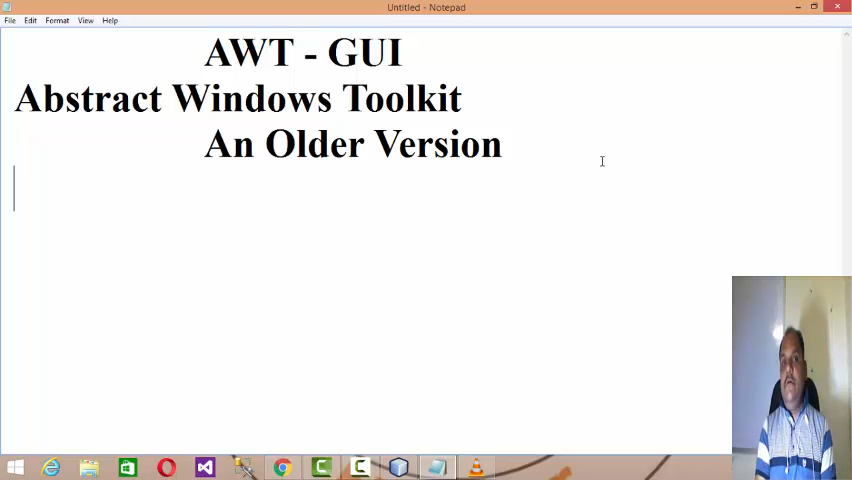 Untitled - Notepad
File Edit Format View Help
AWT - GUI
Abstract Windows Toolkit
An Older Version